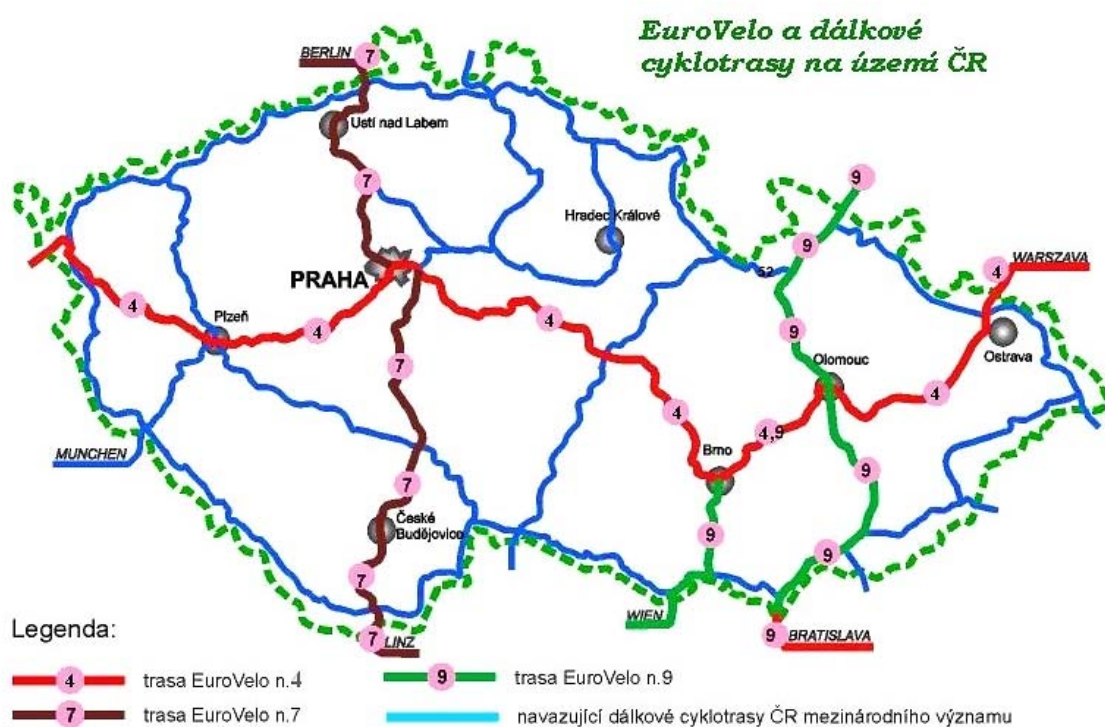 EuroVelo a dálkové
cyklotrasy na území ČR
BERLIN
7
Ustí nad Labem
7
9
Hradec Králové
9
52
WARSZAVA
4
PRAHA
4
Plzeň
4
4
9
Ostrava
7
Olomouc
4
4
4,9
Brno
MUNCHEN
7
9
České
Budějovice
9
9
7
WIEN
7
LINZ
9
BRATISLAVA
Legenda:
4
trasa EuroVelo n.4
9
trasa EuroVelo n.9
7
trasa EuroVelo n.7
navazující dálkové cyklotrasy ČR mezinárodního významu